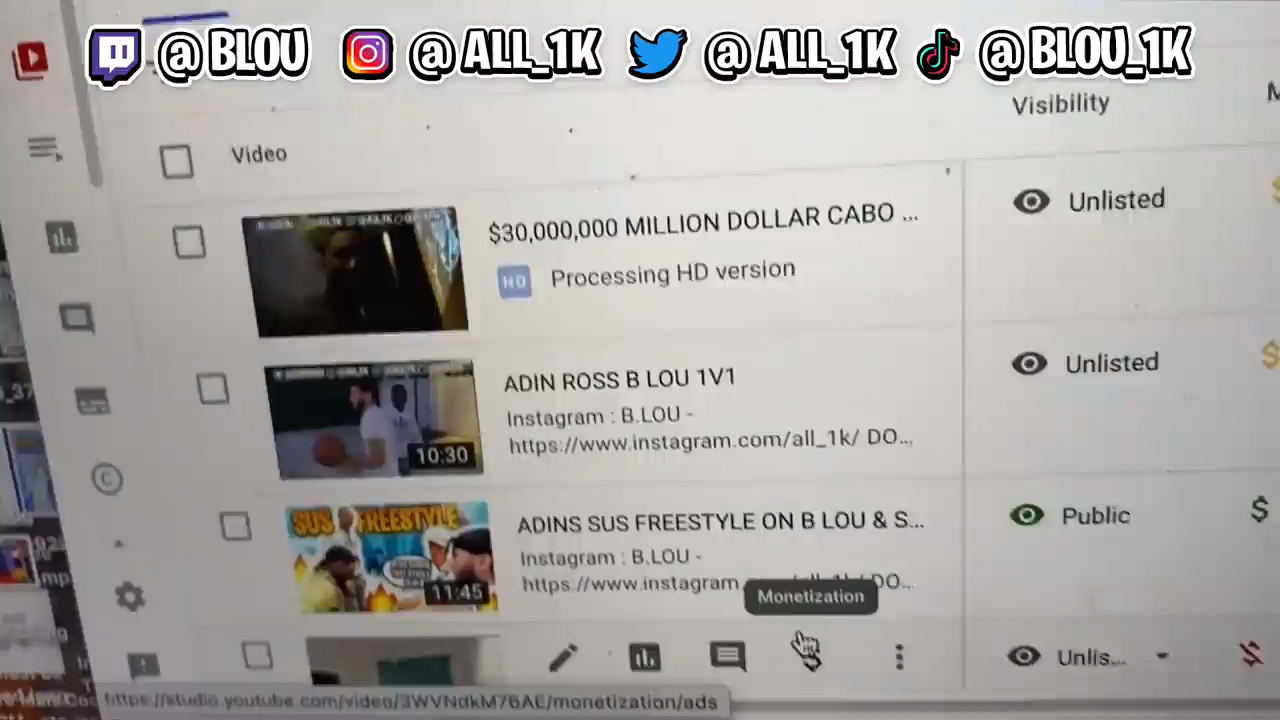 @BLOU @ALL_1K @ALL_1K @BLOU_1K
Visibility
Video
$30,000,000 MILLION DOLLAR CABO ...
Unlisted
HD Processing HD version
ADIN ROSS B LOU 1V1
Unlisted
Instagram : B.LOU -
https://www.instagram.com/all_1k/ DO...
10:30
SUS FREESTYLE
ADINS SUS FREESTYLE ON B LOU & S...
Public $
Instagram : B.LOU -
https://www.instagram
DO...
11:45
Monetization
Unlis...
https://studio.youtube.com/video/3WVNdkM76AE/monetization/ads